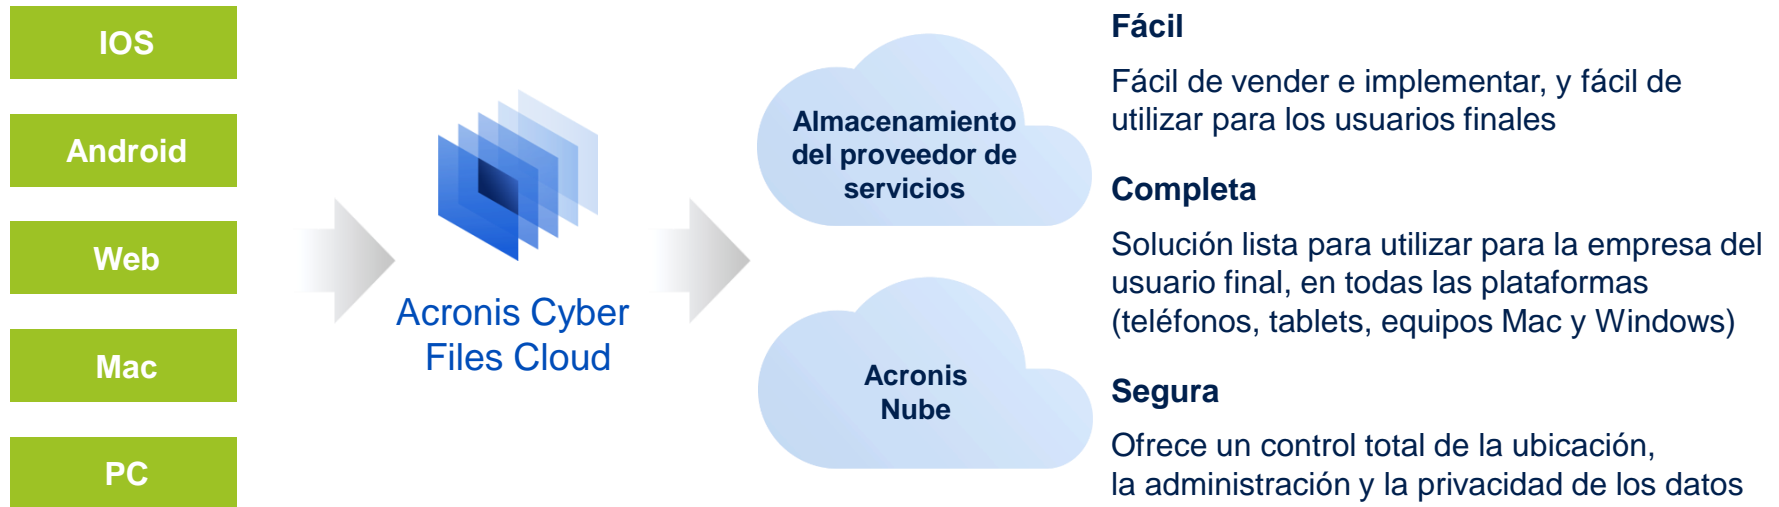 IOS
Android
Web
Mac
PC
Acronis Cyber
Files Cloud
Almacenamiento
del proveedor de
servicios
Acronis
Nube
Fácil
Fácil de vender e implementar, y fácil de
utilizar para los usuarios finales
Completa
Solución lista para utilizar para la empresa del
usuario final, en todas las plataformas
(teléfonos, tablets, equipos Mac y Windows)
Segura
Ofrece un control total de la ubicación,
la administración y la privacidad de los datos